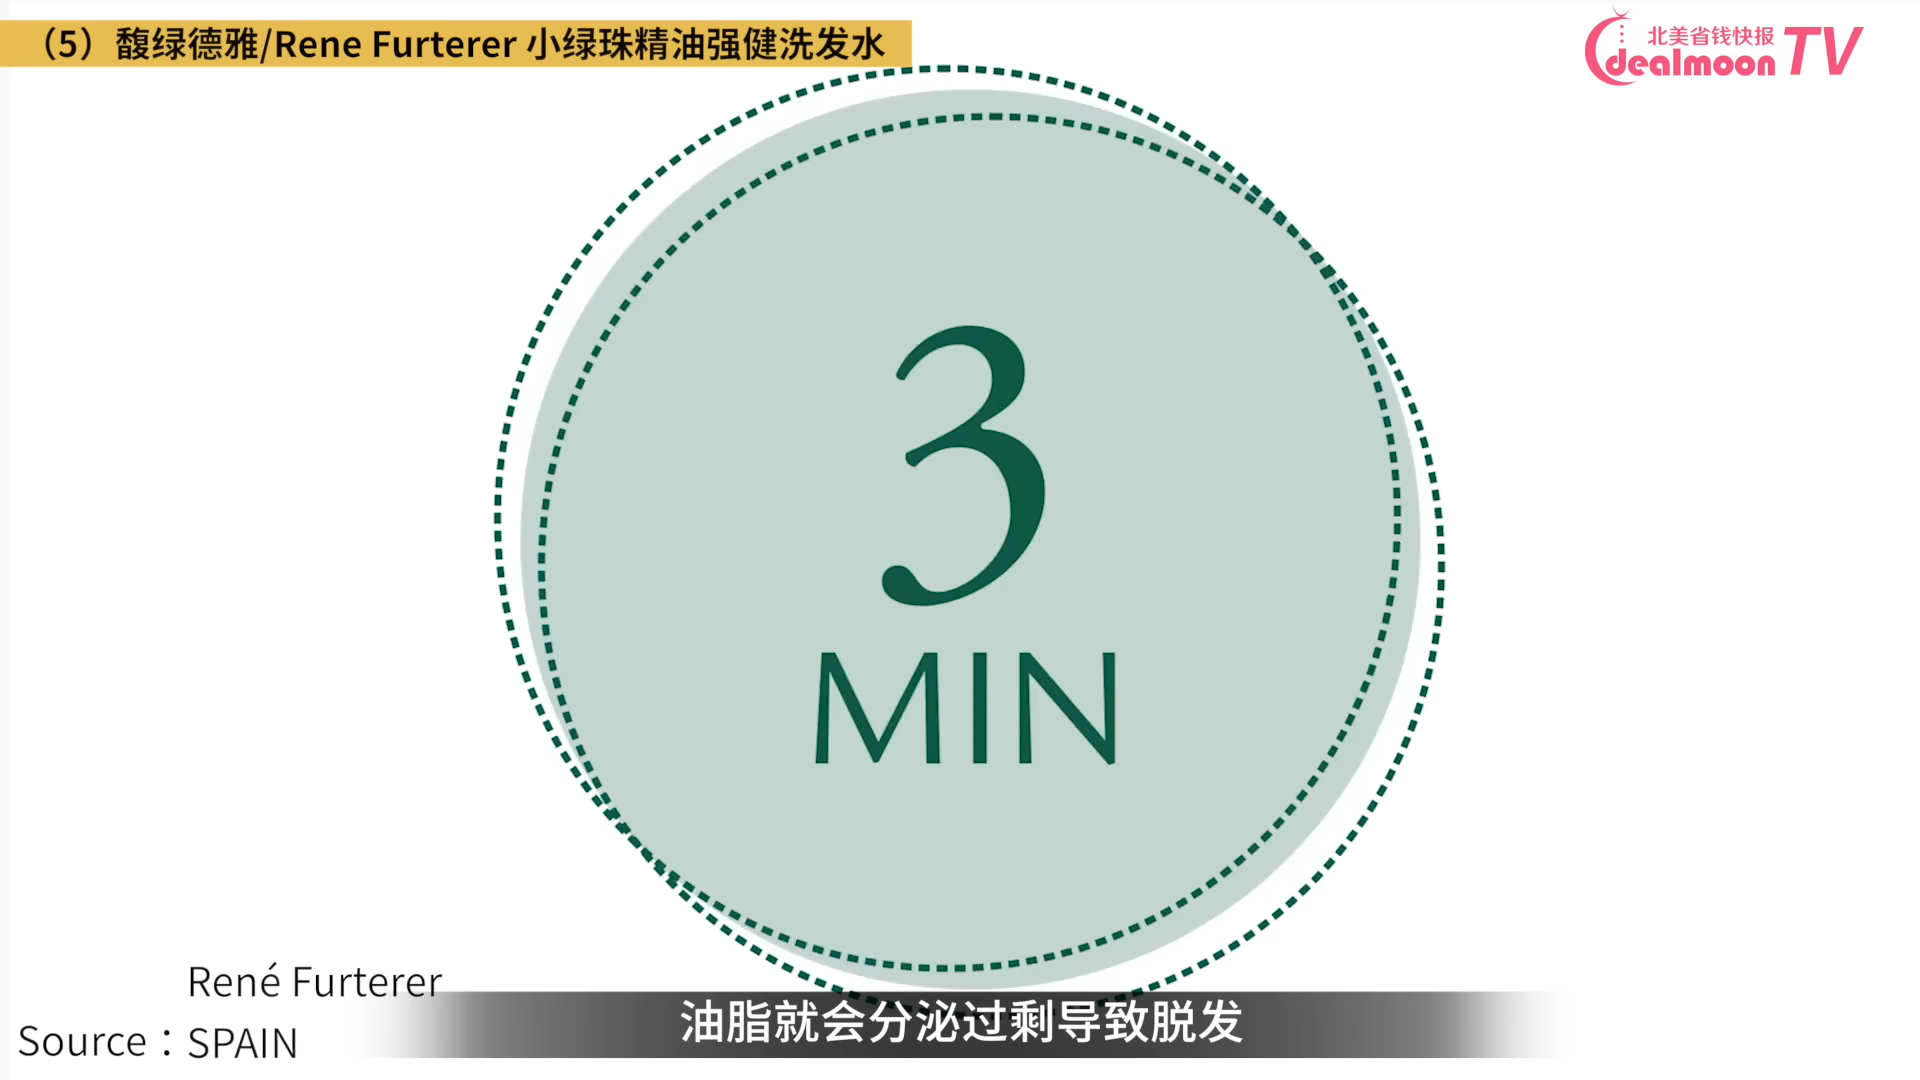 （5）馥绿德雅/Rene Furterer 小绿珠精油强健洗发水
北美省钱快报
dealmoon TV
3
MIN
René Furterer
Source：SPAIN
油脂就会分泌过剩导致脱发